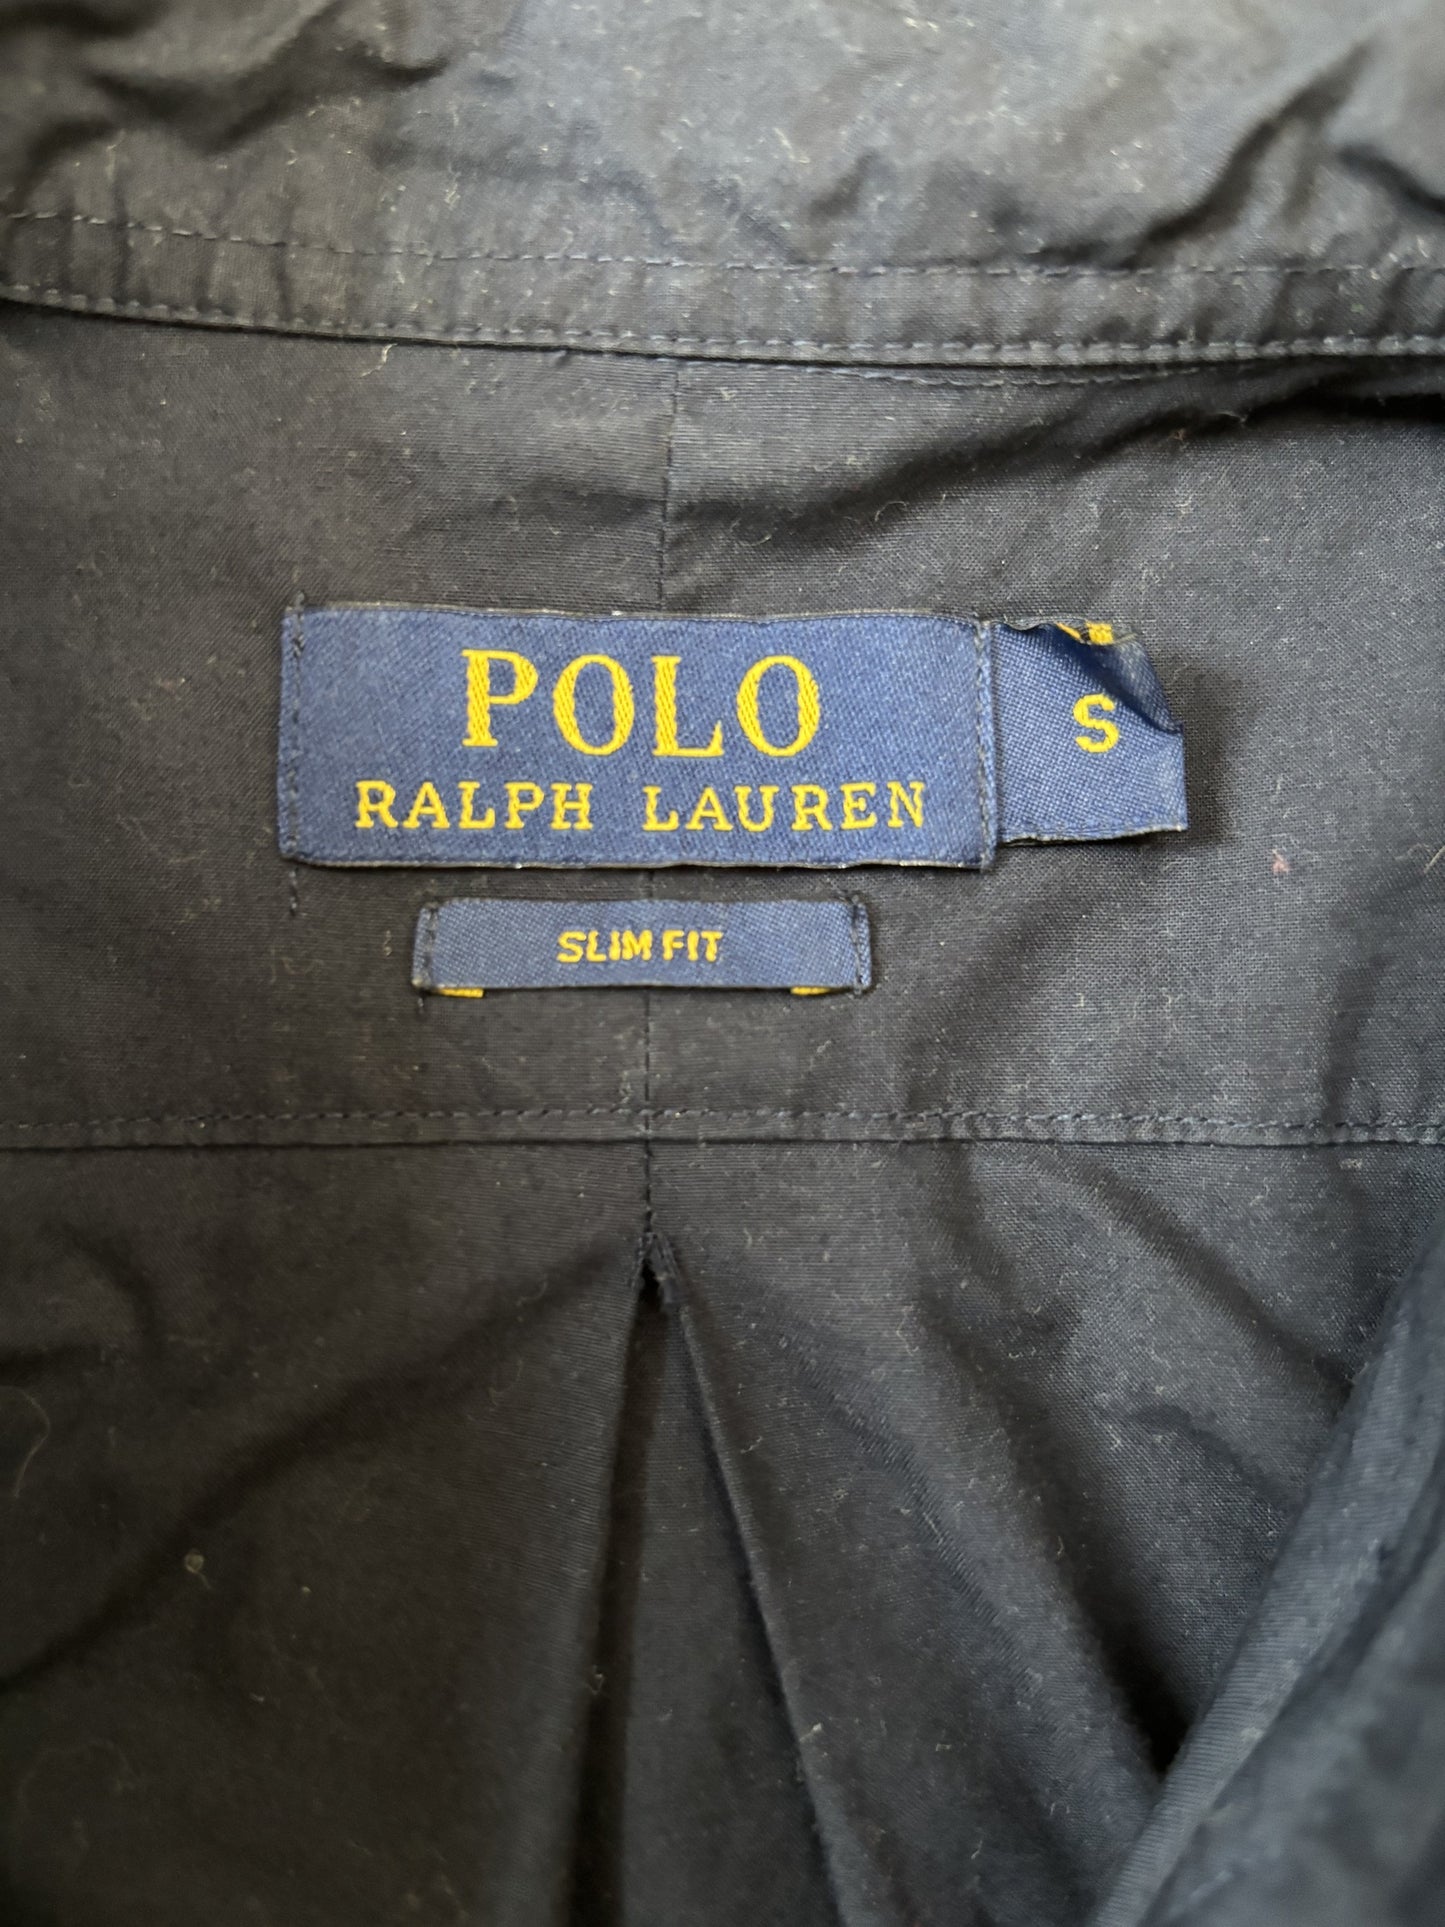 POLO
RALPH LAUREN
S
SLIM FIT